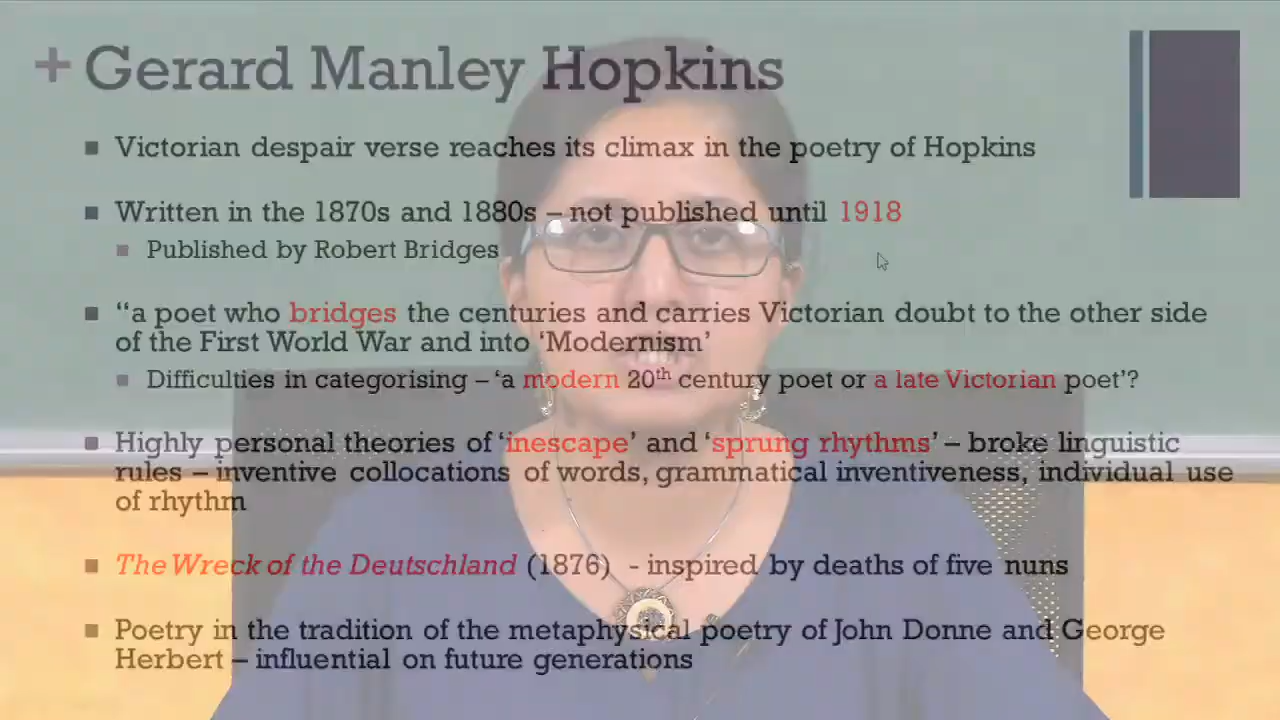 + Gerard Manley Hopkins
▪ Victorian despair verse reaches its climax in the poetry of Hopkins
▪ Written in the 1870s and 1880s – not published until 1918
▪ Published by Robert Bridges
▪ “a poet who bridges the centuries and carries Victorian doubt to the other side
of the First World War and into ‘Modernism’
▪ Difficulties in categorising – ‘a modern 20th century poet or a late Victorian poet’?
▪ Highly personal theories of ‘inescape’ and ‘sprung rhythms’ – broke linguistic
rules – inventive collocations of words, grammatical inventiveness, individual use
of rhythm
▪ The Wreck of the Deutschland (1876) - inspired by deaths of five nuns
▪ Poetry in the tradition of the metaphysical poetry of John Donne and George
Herbert – influential on future generations